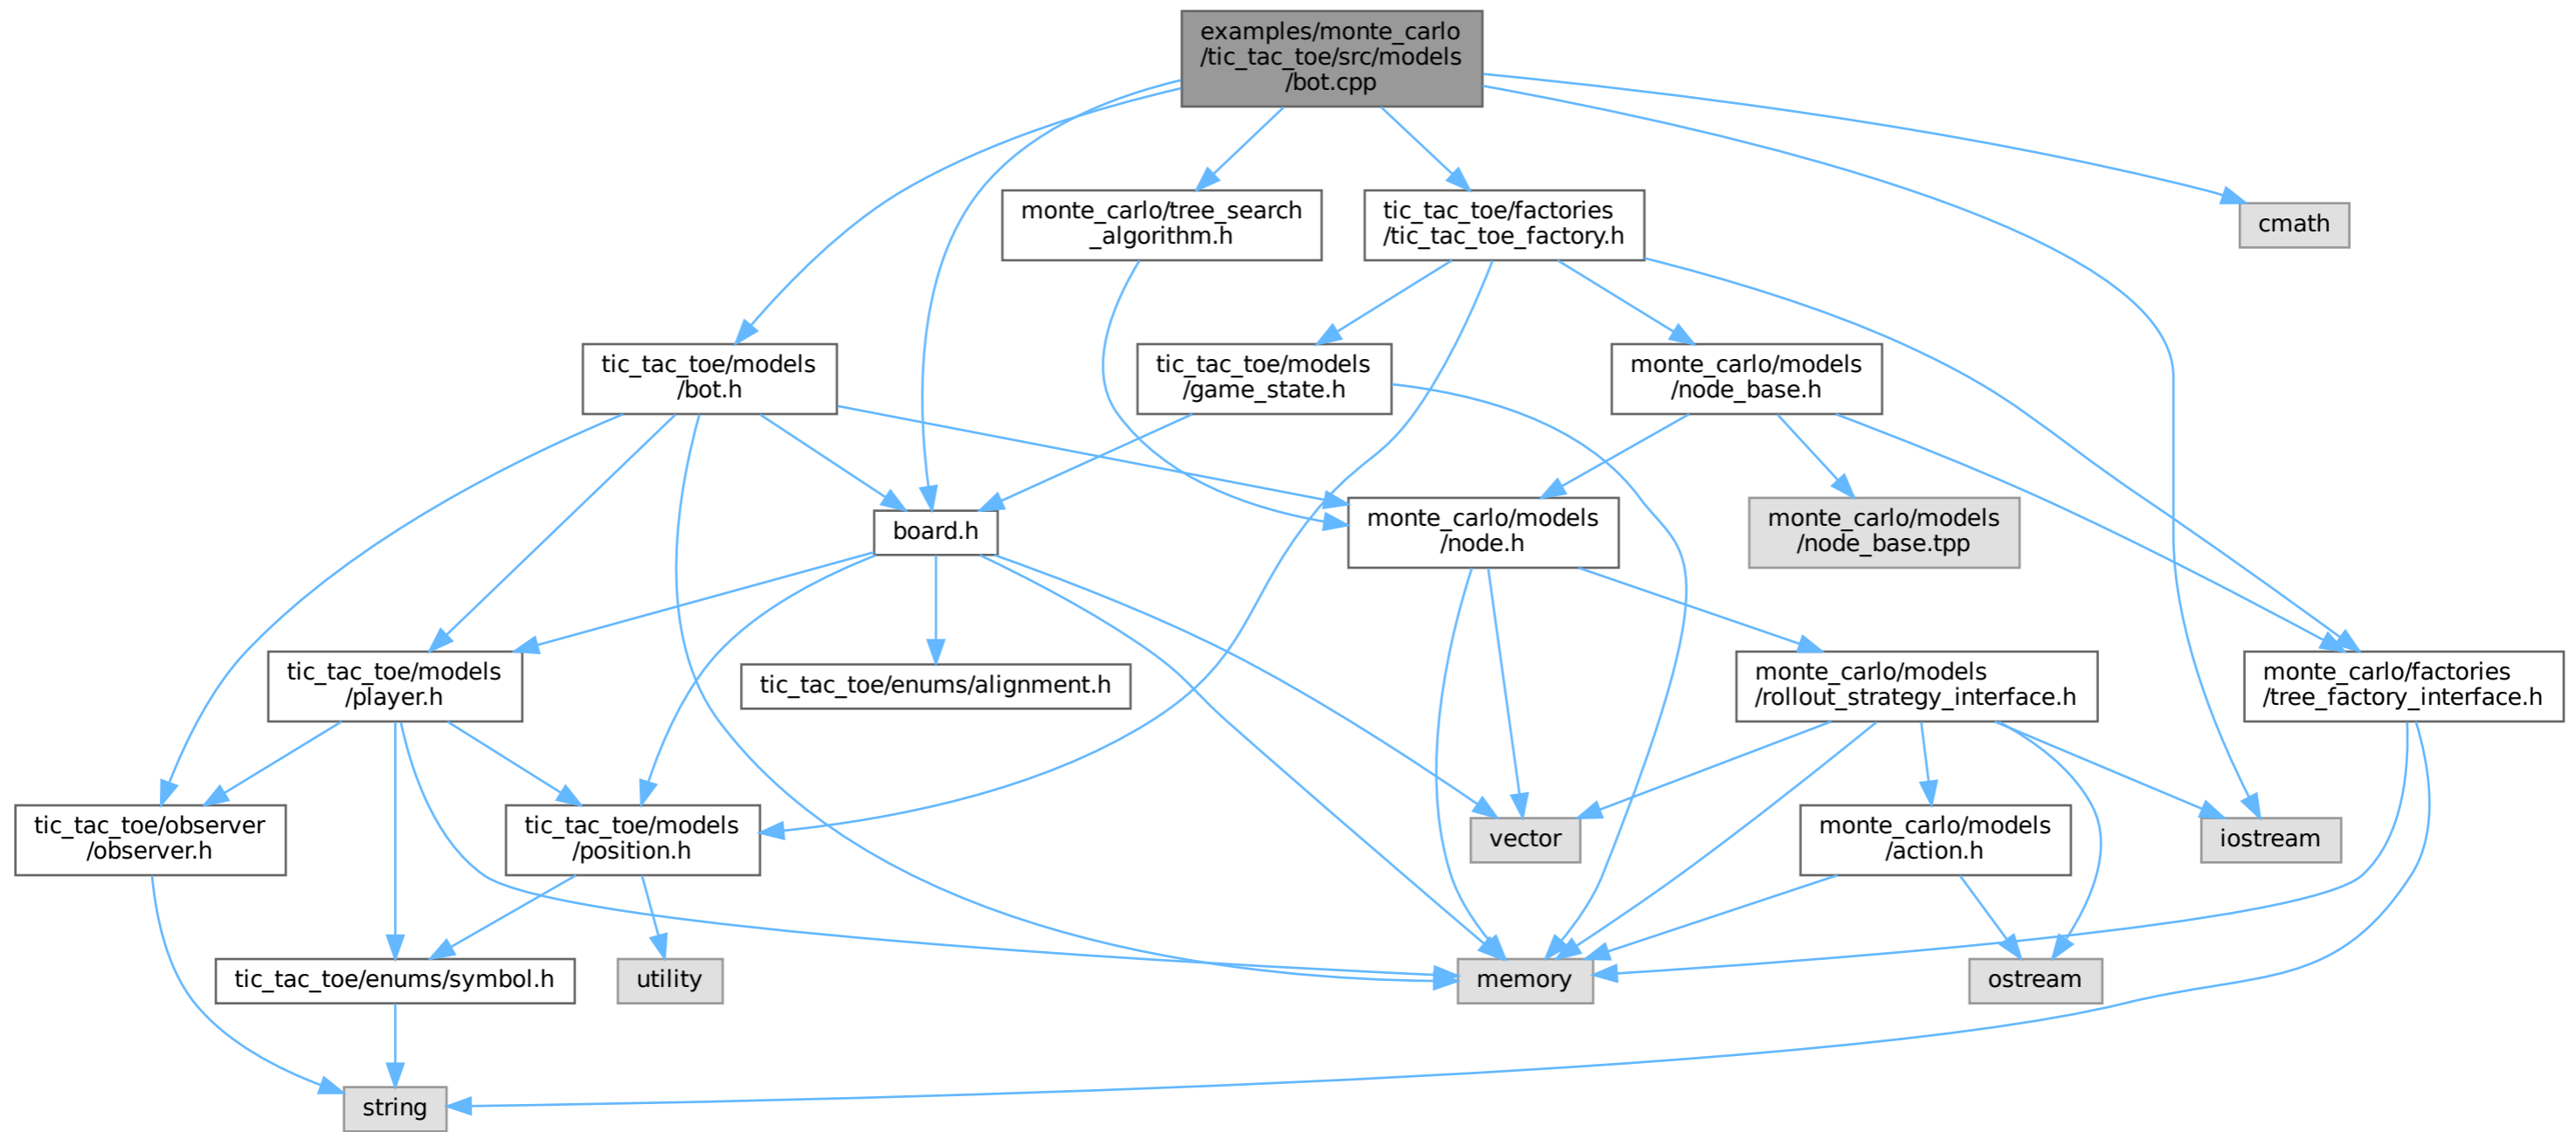 examples/monte_carlo
/tic_tac_toe/src/models
/bot.cpp
monte_carlo/tree_search
_algorithm.h
tic_tac_toe/factories
/tic_tac_toe_factory.h
cmath
tic_tac_toe/models
/bot.h
tic_tac_toe/models
/game_state.h
monte_carlo/models
/node_base.h
board.h
monte_carlo/models
/node.h
monte_carlo/models
/node_base.tpp
tic_tac_toe/models
/player.h
tic_tac_toe/enums/alignment.h
monte_carlo/models
/rollout_strategy_interface.h
monte_carlo/factories
/tree_factory_interface.h
tic_tac_toe/observer
/observer.h
tic_tac_toe/models
/position.h
vector
monte_carlo/models
/action.h
iostream
tic_tac_toe/enums/symbol.h
utility
memory
ostream
string